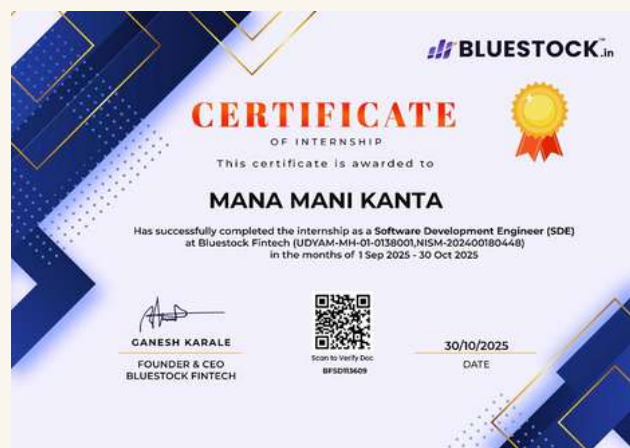 BLUESTOCK.in
CERTIFICATE
OF INTERNSHIP
This certificate is awarded to
MANA MANI KANTA
Has successfully completed the internship as a Software Development Engineer (SDE)
at Bluestock Fintech (UDYAM-MH-01-0138001,NISM-202400180448)
in the months of 1 Sep 2025 - 30 Oct 2025
GANESH KARALE
FOUNDER & CEO
BLUESTOCK FINTECH
Scan to Verify Doc
BFSD113609
30/10/2025
DATE